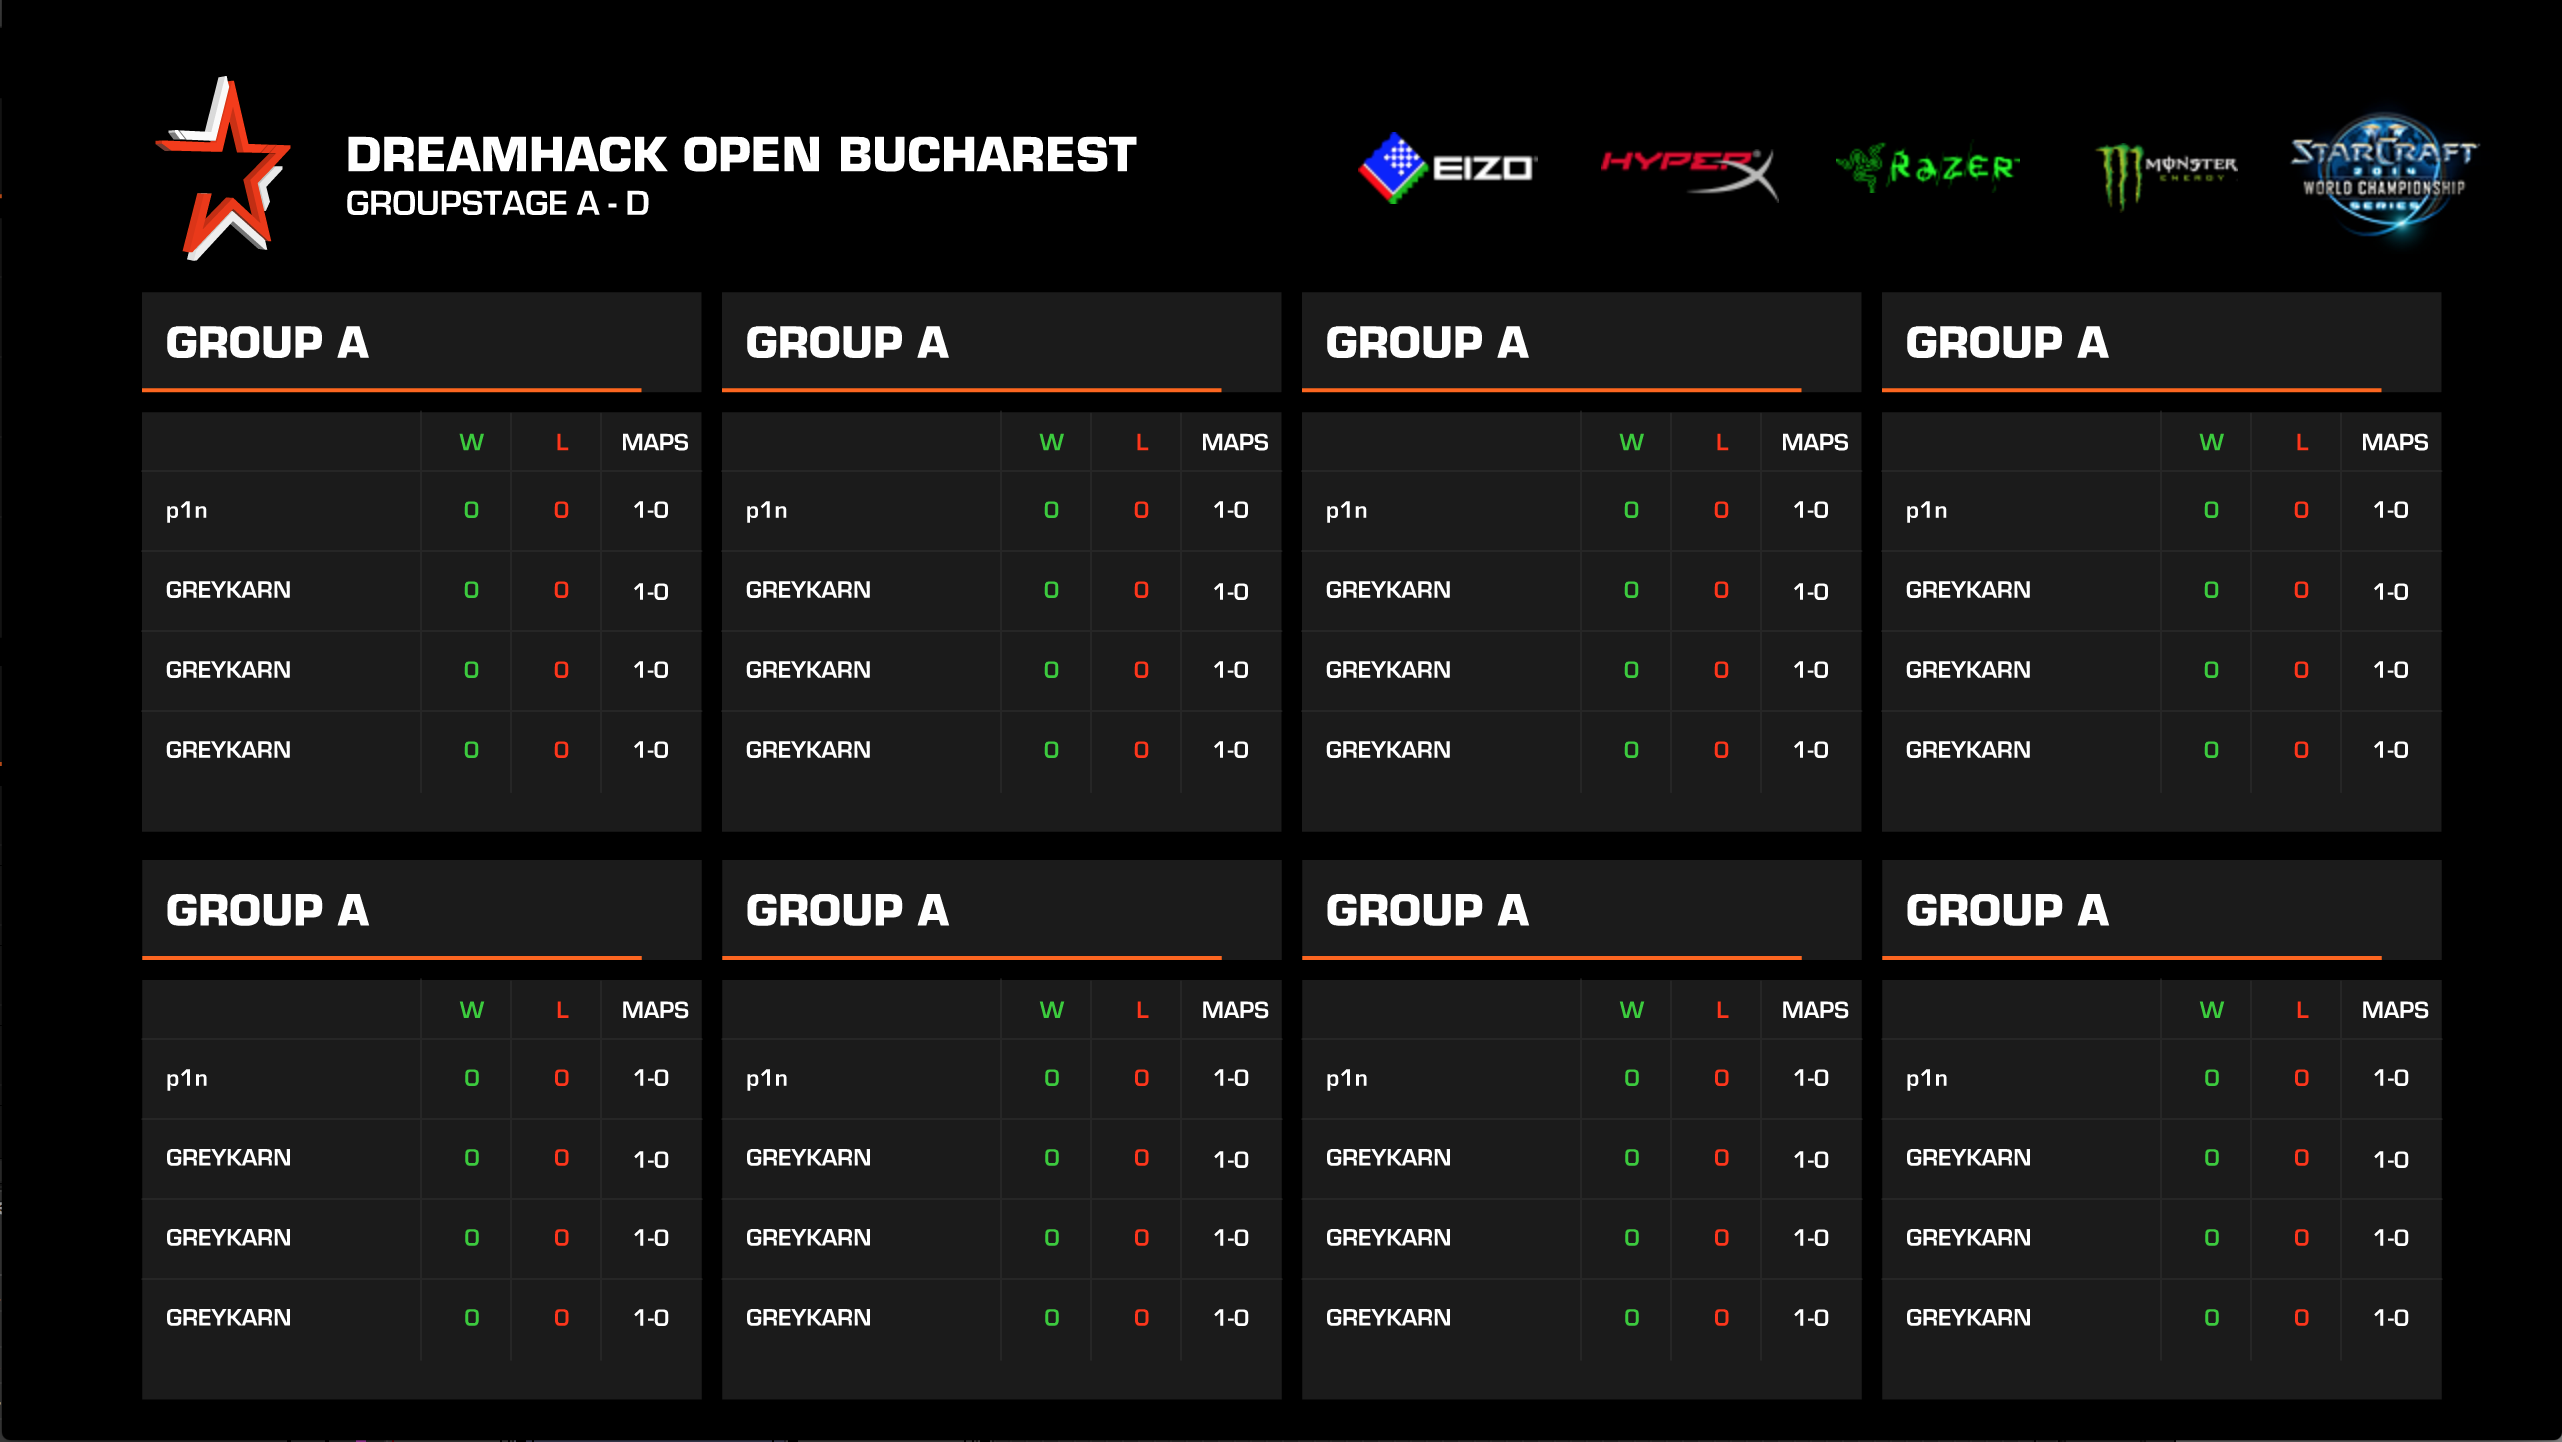 DREAMHACK OPEN BUCHAREST
GROUPSTAGE A - D
EIZO
HYPERX
RAZER
MONSTER
ENERGY
STARCRAFT
II
2014
WORLD CHAMPIONSHIP
SERIES
GROUP A GROUP A GROUP A GROUP A
W L MAPS W L MAPS W L MAPS W L MAPS
p1n 0 0 1-0 p1n 0 0 1-0 p1n 0 0 1-0 p1n 0 0 1-0
GREYKARN 0 0 1-0 GREYKARN 0 0 1-0 GREYKARN 0 0 1-0 GREYKARN 0 0 1-0
GREYKARN 0 0 1-0 GREYKARN 0 0 1-0 GREYKARN 0 0 1-0 GREYKARN 0 0 1-0
GREYKARN 0 0 1-0 GREYKARN 0 0 1-0 GREYKARN 0 0 1-0 GREYKARN 0 0 1-0
GROUP A GROUP A GROUP A GROUP A
W L MAPS W L MAPS W L MAPS W L MAPS
p1n 0 0 1-0 p1n 0 0 1-0 p1n 0 0 1-0 p1n 0 0 1-0
GREYKARN 0 0 1-0 GREYKARN 0 0 1-0 GREYKARN 0 0 1-0 GREYKARN 0 0 1-0
GREYKARN 0 0 1-0 GREYKARN 0 0 1-0 GREYKARN 0 0 1-0 GREYKARN 0 0 1-0
GREYKARN 0 0 1-0 GREYKARN 0 0 1-0 GREYKARN 0 0 1-0 GREYKARN 0 0 1-0